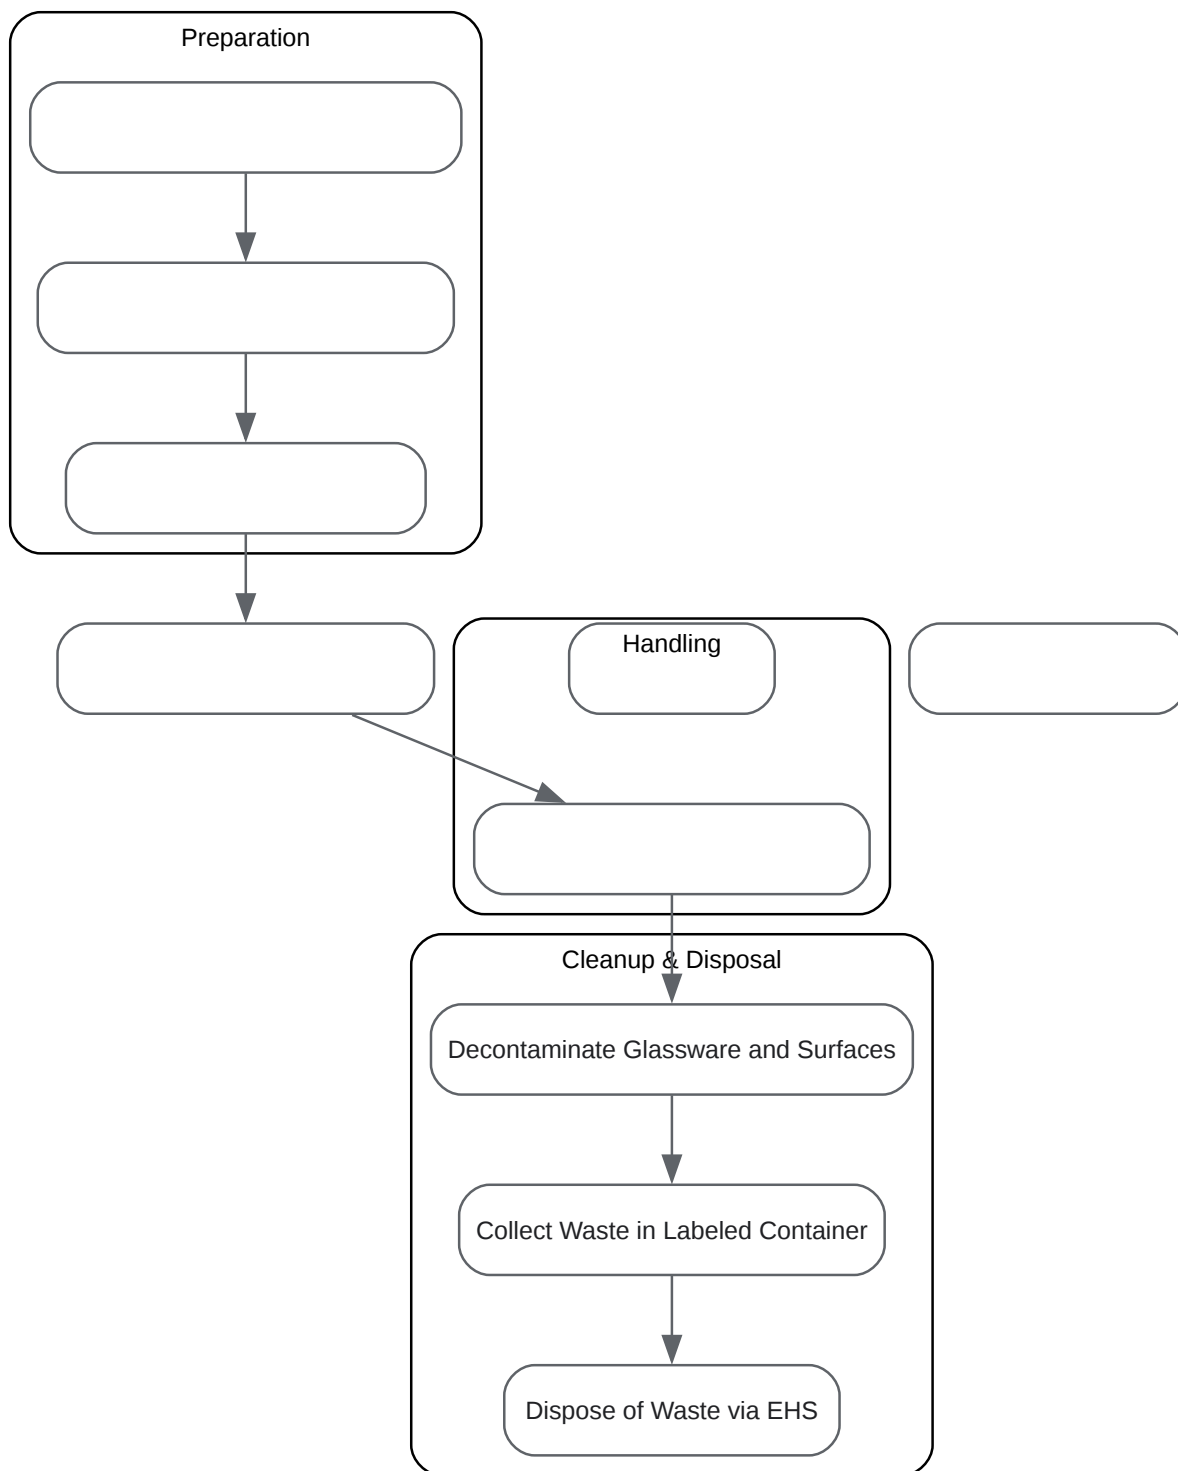 Preparation
Handling
Cleanup & Disposal
Decontaminate Glassware and Surfaces
Collect Waste in Labeled Container
Dispose of Waste via EHS